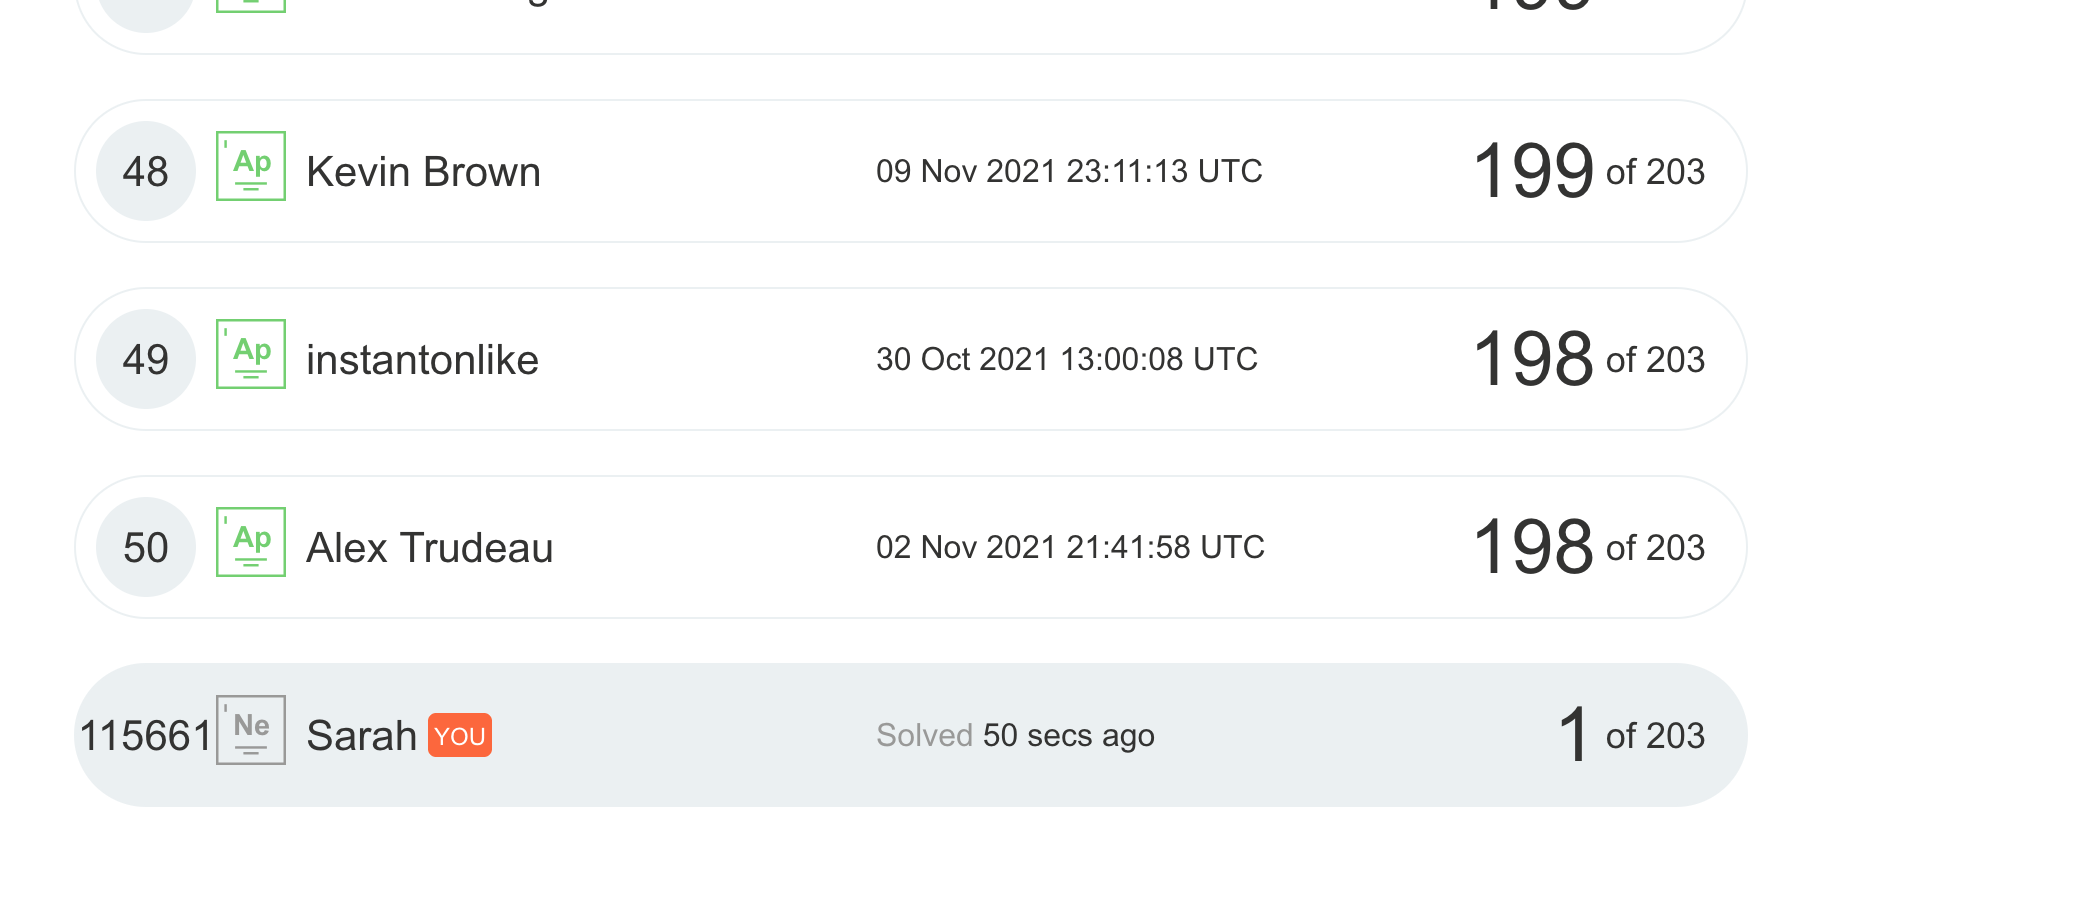 48 Ap Kevin Brown 09 Nov 2021 23:11:13 UTC 199 of 203
49 Ap instantonlike 30 Oct 2021 13:00:08 UTC 198 of 203
50 Ap Alex Trudeau 02 Nov 2021 21:41:58 UTC 198 of 203
115661 Ne Sarah YOU Solved 50 secs ago 1 of 203